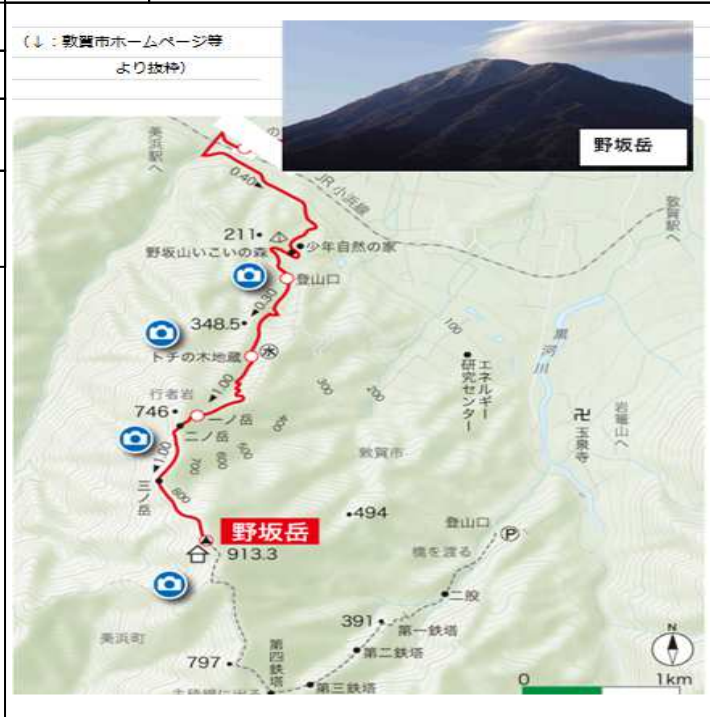 （↓：敦賀市ホームページ等
より抜粋）
野坂岳
美浜駅へ
JR小浜線
敦賀駅へ
0.40
211
少年自然の家
野坂山いこいの森
登山口
0.30
348.5
トチの木地蔵
水
100
黒河川
エネルギー
研究センター
300
200
1.00
行者岩
746
一ノ岳
二ノ岳
400
600
700
800
敦賀市
卍
玉泉寺
岩籠山へ
1.00
三ノ岳
800
野坂岳
913.3
494
登山口
P
橋を渡る
二股
美浜町
391
第一鉄塔
第二鉄塔
第三鉄塔
第四鉄塔
797
N
0 1km